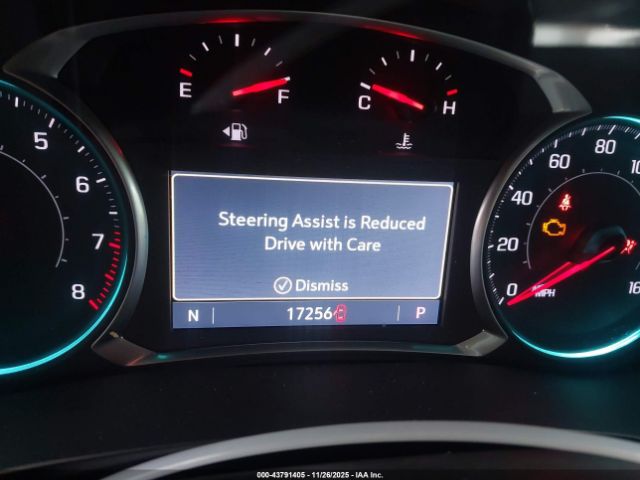 E F
C H
5
6
7
8
Steering Assist is Reduced
Drive with Care
Dismiss
N 17256 P
0
20
40
60
80
MPH
000-43791405 - 11/26/2025 - IAA Inc.